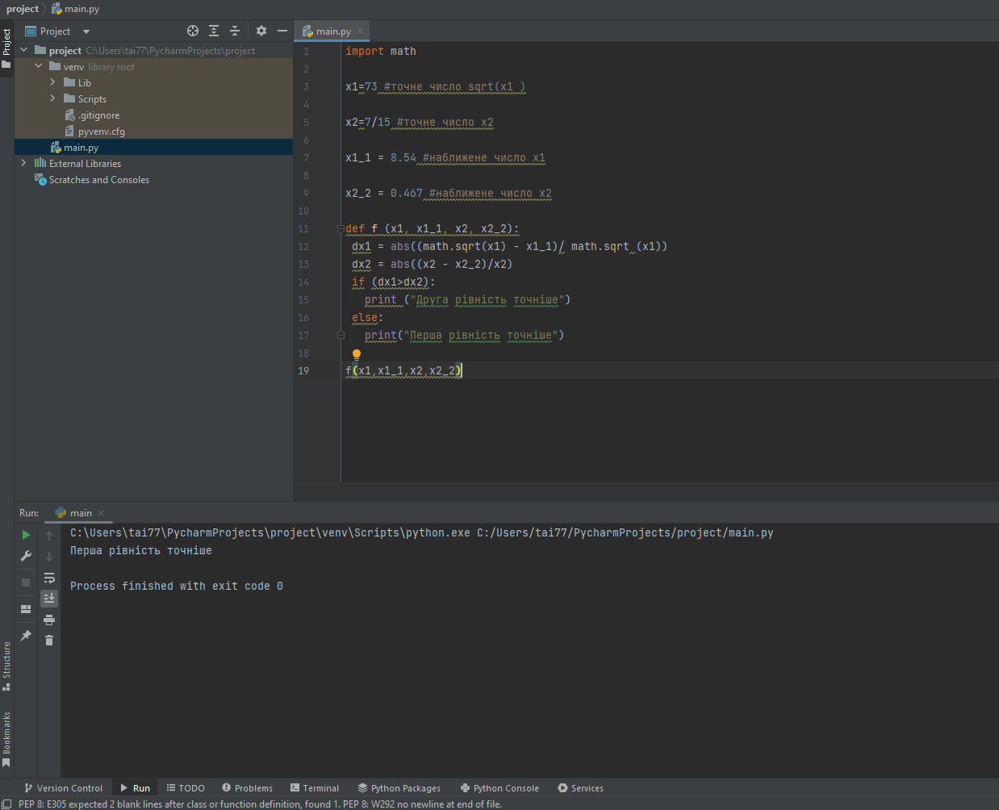 project main.py
Project
main.py
Project
project C:\Users\tai77\PycharmProjects\project
venv library root
Lib
Scripts
.gitignore
pyvenv.cfg
main.py
External Libraries
Scratches and Consoles
1 import math
2
3 x1=73 #точне число sqrt(x1 )
4
5 x2=7/15 #точне число x2
6
7 x1_1 = 8.54 #наближене число x1
8
9 x2_2 = 0.467 #наближене число x2
10
11 def f (x1, x1_1, x2, x2_2):
12 dx1 = abs((math.sqrt(x1) - x1_1)/ math.sqrt (x1))
13 dx2 = abs((x2 - x2_2)/x2)
14 if (dx1>dx2):
15 print ("Друга рівність точніше")
16 else:
17 print("Перша рівність точніше")
18
19 f(x1,x1_1,x2,x2_2)
Run: main
C:\Users\tai77\PycharmProjects\project\venv\Scripts\python.exe C:/Users/tai77/PycharmProjects/project/main.py
Перша рівність точніше
Process finished with exit code 0
Structure
Bookmarks
Version Control Run TODO Problems Terminal Python Packages Python Console Services
PEP 8: E305 expected 2 blank lines after class or function definition, found 1. PEP 8: W292 no newline at end of file.